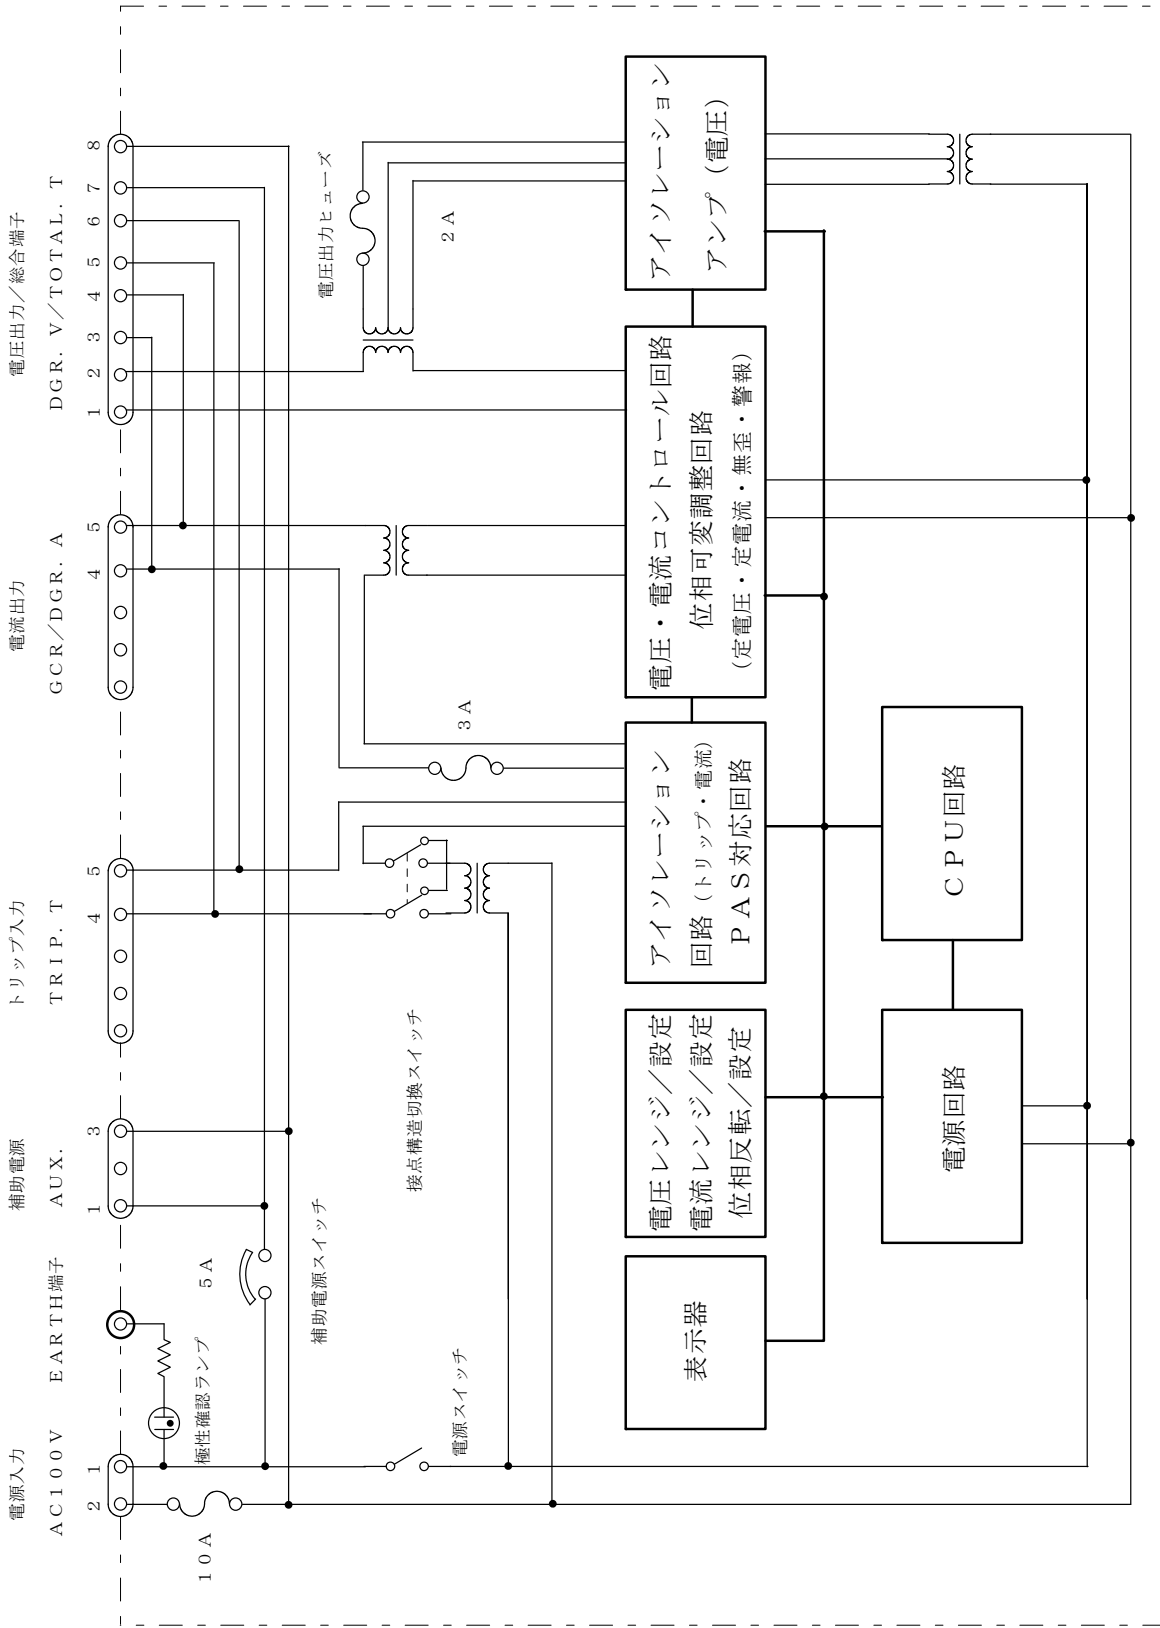 電源入力
AC100V
2
1
10A
極性確認ランプ
EARTH端子
5A
補助電源スイッチ
電源スイッチ
補助電源
AUX.
1
3
トリップ入力
TRIP. T
4
5
接点構造切換スイッチ
電流出力
GCR/DGR. A
4
5
3A
電圧出力/総合端子
DGR. V/TOTAL. T
1
2
3
4
5
6
7
8
電圧出力ヒューズ
2A
表示器
電圧レンジ/設定
電流レンジ/設定
位相反転/設定
アイソレーション
回路(トリップ・電流)
PAS対応回路
電圧・電流コントロール回路
位相可変調整回路
(定電圧・定電流・無歪・警報)
アイソレーション
アンプ(電圧)
電源回路
CPU回路